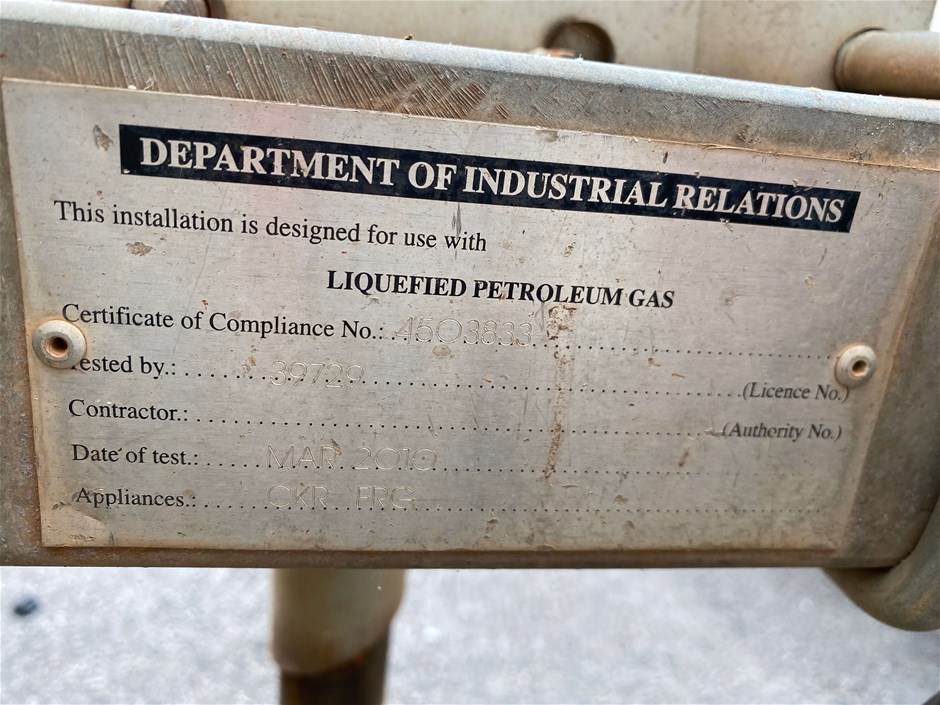 DEPARTMENT OF INDUSTRIAL RELATIONS
This installation is designed for use with
LIQUEFIED PETROLEUM GAS
Certificate of Compliance No.: 4503833
ested by.: 39729 (Licence No.)
Contractor.: (Authority No.)
Date of test.: MAR 2010
Appliances.: CKR FRG